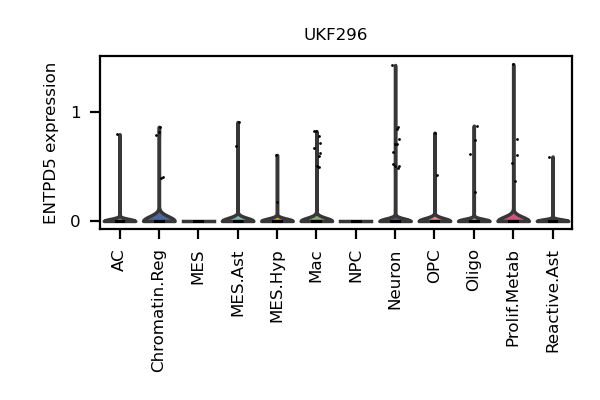 UKF296
ENTPD5 expression
1
0
AC
Chromatin.Reg
MES
MES.Ast
MES.Hyp
Mac
NPC
Neuron
OPC
Oligo
Prolif.Metab
Reactive.Ast